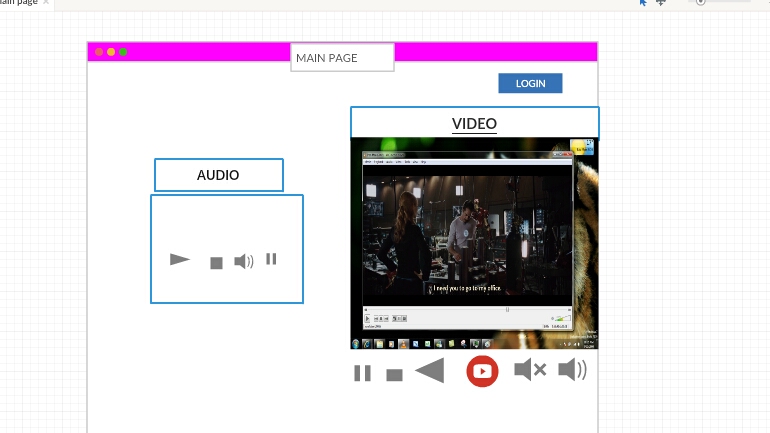 ain page
MAIN PAGE
LOGIN
VIDEO
AUDIO
I need you to go to my office.